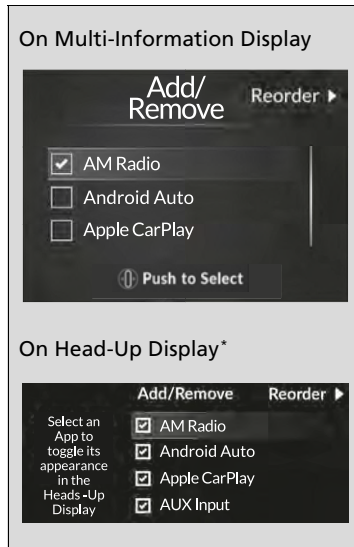 On Multi-Information Display
Add/
Remove
Reorder ▶
AM Radio
Android Auto
Apple CarPlay
Push to Select
On Head-Up Display*
Add/Remove Reorder ▶
Select an
App to
toggle its
appearance
in the
Heads-Up
Display
AM Radio
Android Auto
Apple CarPlay
AUX Input